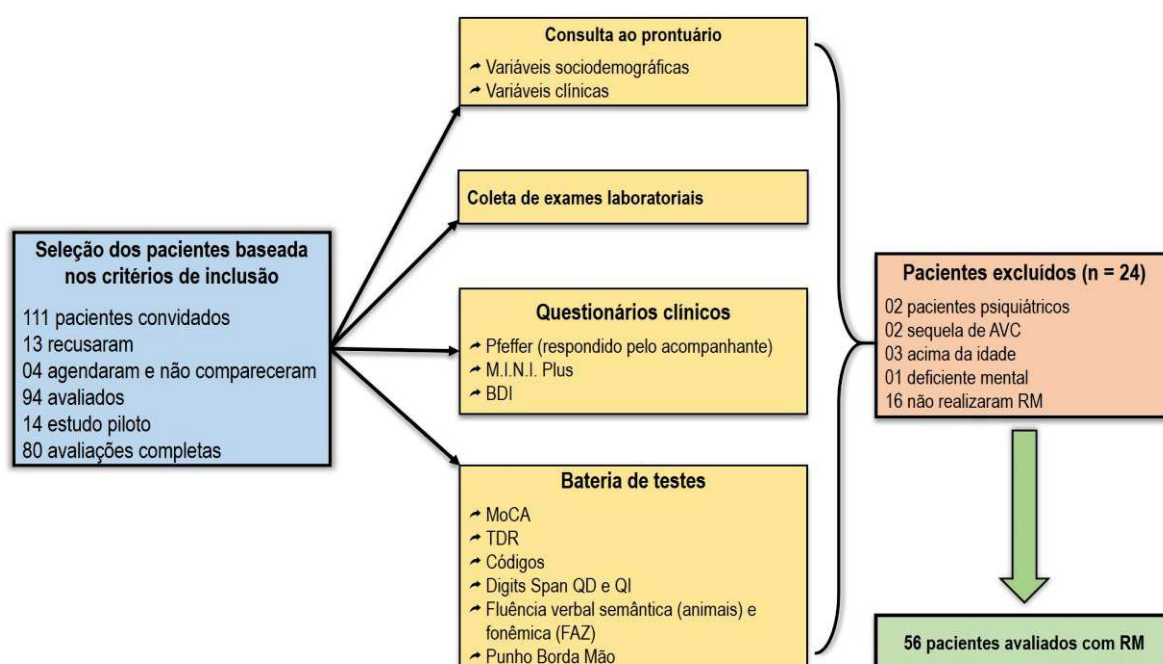 Seleção dos pacientes baseada
nos critérios de inclusão
111 pacientes convidados
13 recusaram
04 agendaram e não compareceram
94 avaliados
14 estudo piloto
80 avaliações completas
Consulta ao prontuário
Variáveis sociodemográficas
Variáveis clínicas
Coleta de exames laboratoriais
Questionários clínicos
Pfeffer (respondido pelo acompanhante)
M.I.N.I. Plus
BDI
Bateria de testes
MoCA
TDR
Códigos
Digits Span QD e QI
Fluência verbal semântica (animais) e
fonêmica (FAZ)
Punho Borda Mão
Pacientes excluídos (n = 24)
02 pacientes psiquiátricos
02 sequela de AVC
03 acima da idade
01 deficiente mental
16 não realizaram RM
56 pacientes avaliados com RM